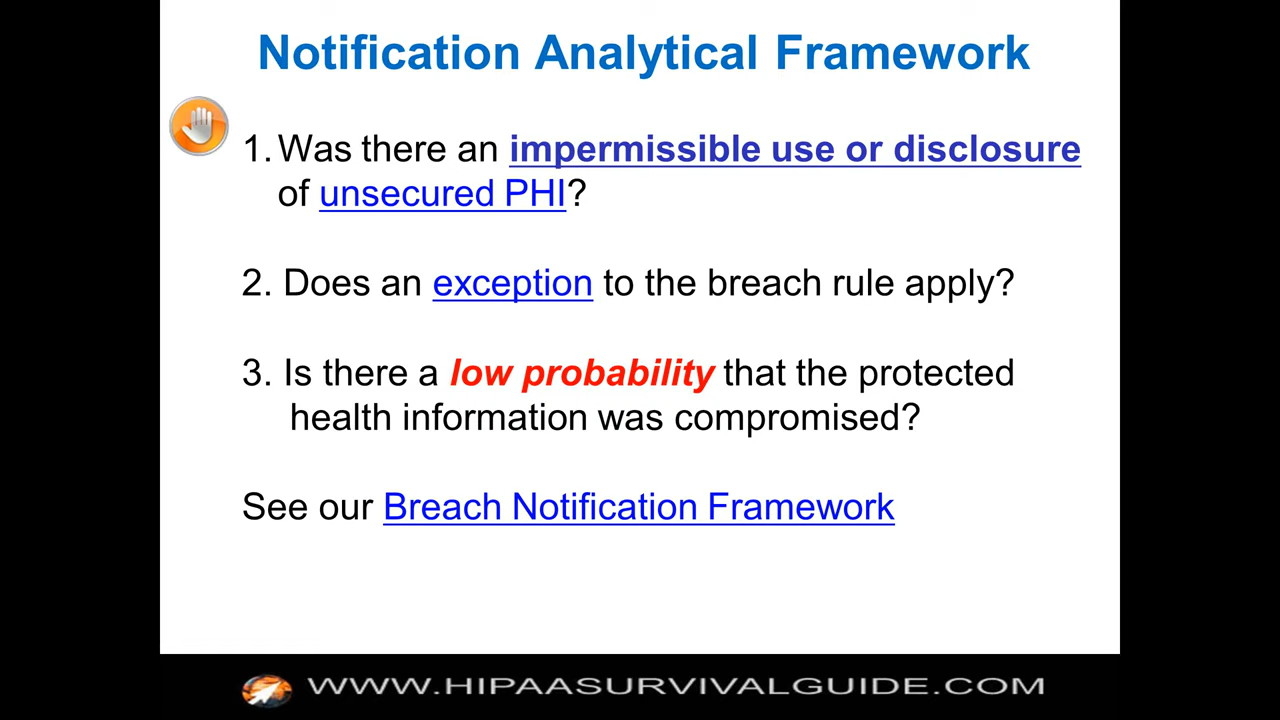 Notification Analytical Framework
1. Was there an impermissible use or disclosure
of unsecured PHI?
2. Does an exception to the breach rule apply?
3. Is there a low probability that the protected
health information was compromised?
See our Breach Notification Framework
WWW.HIPAASURVIVALGUIDE.COM